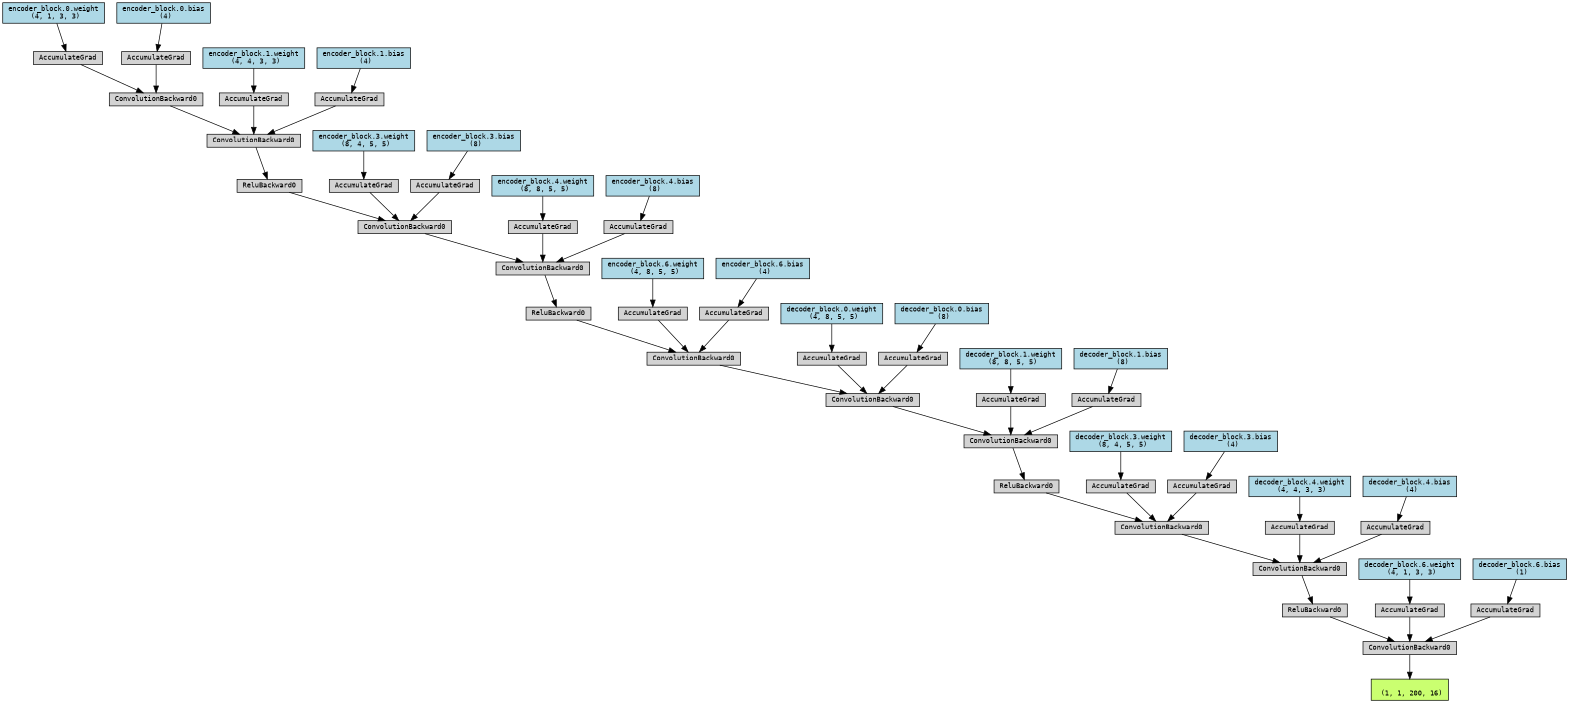 encoder_block.0.weight
(4, 1, 3, 3)
encoder_block.0.bias
(4)
AccumulateGrad
AccumulateGrad
encoder_block.1.weight
(4, 4, 3, 3)
encoder_block.1.bias
(4)
ConvolutionBackward0
AccumulateGrad
AccumulateGrad
ConvolutionBackward0
encoder_block.3.weight
(8, 4, 5, 5)
encoder_block.3.bias
(8)
ReluBackward0
AccumulateGrad
AccumulateGrad
encoder_block.4.weight
(8, 8, 5, 5)
encoder_block.4.bias
(8)
ConvolutionBackward0
AccumulateGrad
AccumulateGrad
ConvolutionBackward0
encoder_block.6.weight
(4, 8, 5, 5)
encoder_block.6.bias
(4)
ReluBackward0
AccumulateGrad
AccumulateGrad
decoder_block.0.weight
(4, 8, 5, 5)
decoder_block.0.bias
(8)
ConvolutionBackward0
AccumulateGrad
AccumulateGrad
decoder_block.1.weight
(8, 8, 5, 5)
decoder_block.1.bias
(8)
ConvolutionBackward0
AccumulateGrad
AccumulateGrad
ConvolutionBackward0
decoder_block.3.weight
(8, 4, 5, 5)
decoder_block.3.bias
(4)
ReluBackward0
AccumulateGrad
AccumulateGrad
decoder_block.4.weight
(4, 4, 3, 3)
decoder_block.4.bias
(4)
ConvolutionBackward0
AccumulateGrad
AccumulateGrad
ConvolutionBackward0
decoder_block.6.weight
(4, 1, 3, 3)
decoder_block.6.bias
(1)
ReluBackward0
AccumulateGrad
AccumulateGrad
ConvolutionBackward0
(1, 1, 200, 16)